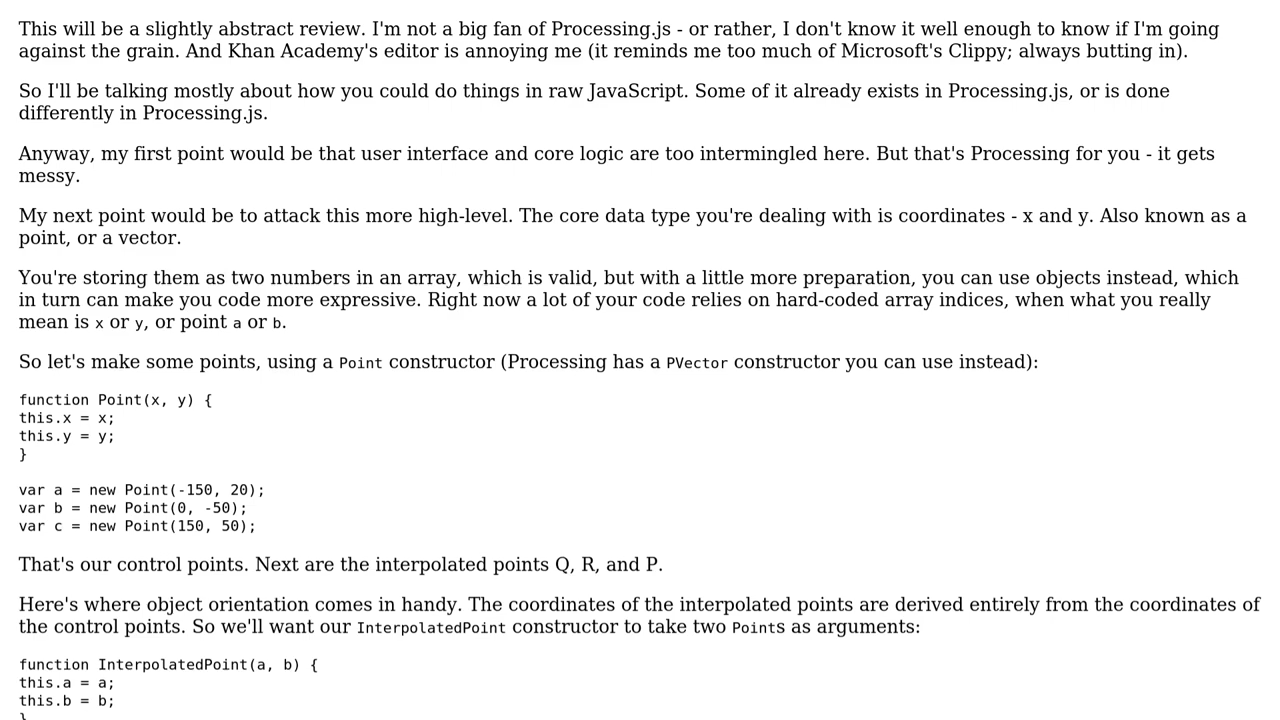 This will be a slightly abstract review. I'm not a big fan of Processing.js - or rather, I don't know it well enough to know if I'm going
against the grain. And Khan Academy's editor is annoying me (it reminds me too much of Microsoft's Clippy; always butting in).
So I'll be talking mostly about how you could do things in raw JavaScript. Some of it already exists in Processing.js, or is done
differently in Processing.js.
Anyway, my first point would be that user interface and core logic are too intermingled here. But that's Processing for you - it gets
messy.
My next point would be to attack this more high-level. The core data type you're dealing with is coordinates - x and y. Also known as a
point, or a vector.
You're storing them as two numbers in an array, which is valid, but with a little more preparation, you can use objects instead, which
in turn can make you code more expressive. Right now a lot of your code relies on hard-coded array indices, when what you really
mean is x or y, or point a or b.
So let's make some points, using a Point constructor (Processing has a PVector constructor you can use instead):
function Point(x, y) {
this.x = x;
this.y = y;
}
var a = new Point(-150, 20);
var b = new Point(0, -50);
var c = new Point(150, 50);
That's our control points. Next are the interpolated points Q, R, and P.
Here's where object orientation comes in handy. The coordinates of the interpolated points are derived entirely from the coordinates of
the control points. So we'll want our InterpolatedPoint constructor to take two Points as arguments:
function InterpolatedPoint(a, b) {
this.a = a;
this.b = b;
}